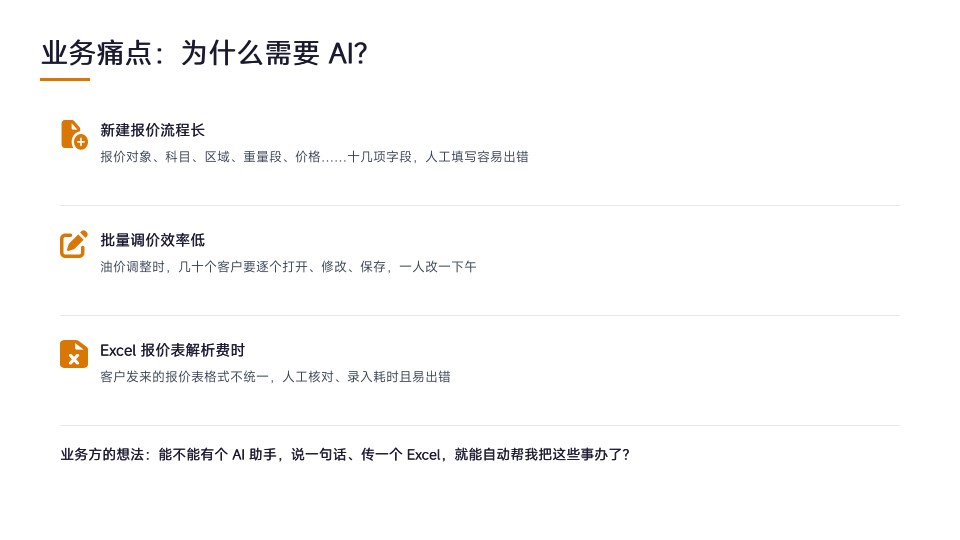 业务痛点：为什么需要 AI？
新建报价流程长
报价对象、科目、区域、重量段、价格……十几项字段，人工填写容易出错
批量调价效率低
油价调整时，几十个客户要逐个打开、修改、保存，一人改一下午
Excel 报价表解析费时
客户发来的报价表格式不统一，人工核对、录入耗时且易出错
业务方的想法：能不能有个 AI 助手，说一句话、传一个 Excel，就能自动帮我把这些事办了？